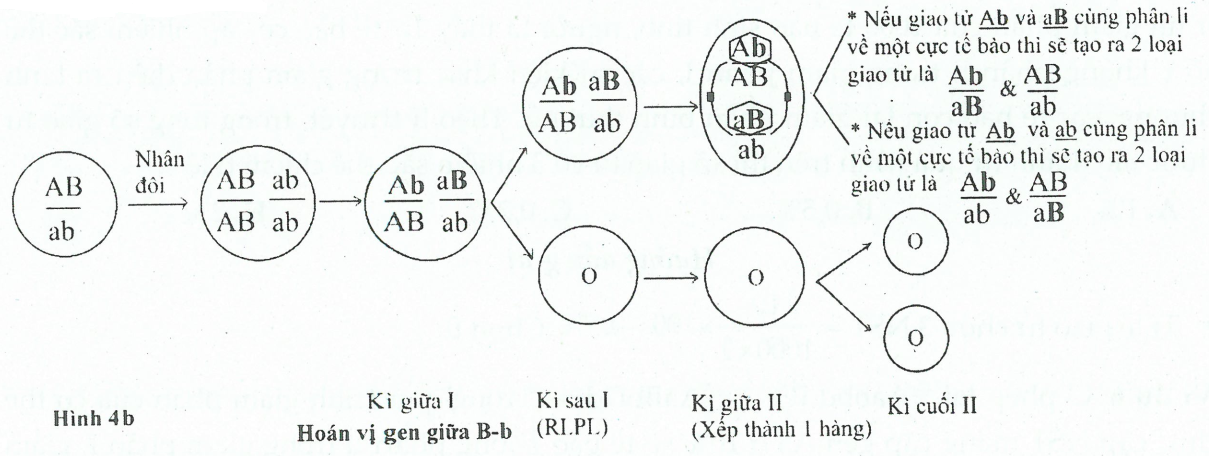 * Nếu giao tử Ab và aB cùng phân li
về một cực tế bào thì sẽ tạo ra 2 loại
giao tử là Ab/aB & AB/ab
* Nếu giao tử Ab và ab cùng phân li
về một cực tế bào thì sẽ tạo ra 2 loại
giao tử là Ab/ab & AB/aB
AB
ab
Nhân
đôi
AB ab
AB ab
Ab aB
AB ab
Ab aB
AB ab
Ab
AB
aB
ab
O
O
O
O
Hình 4b
Kì giữa I
Hoán vị gen giữa B-b
Kì sau I
(RI.PL)
Kì giữa II
(Xếp thành 1 hàng)
Kì cuối II